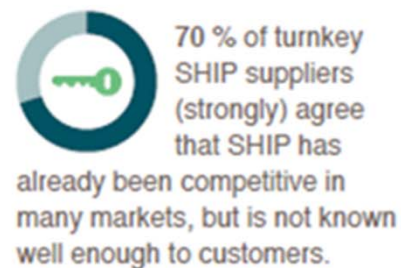 70 % of turnkey
SHIP suppliers
(strongly) agree
that SHIP has
already been competitive in
many markets, but is not known
well enough to customers.